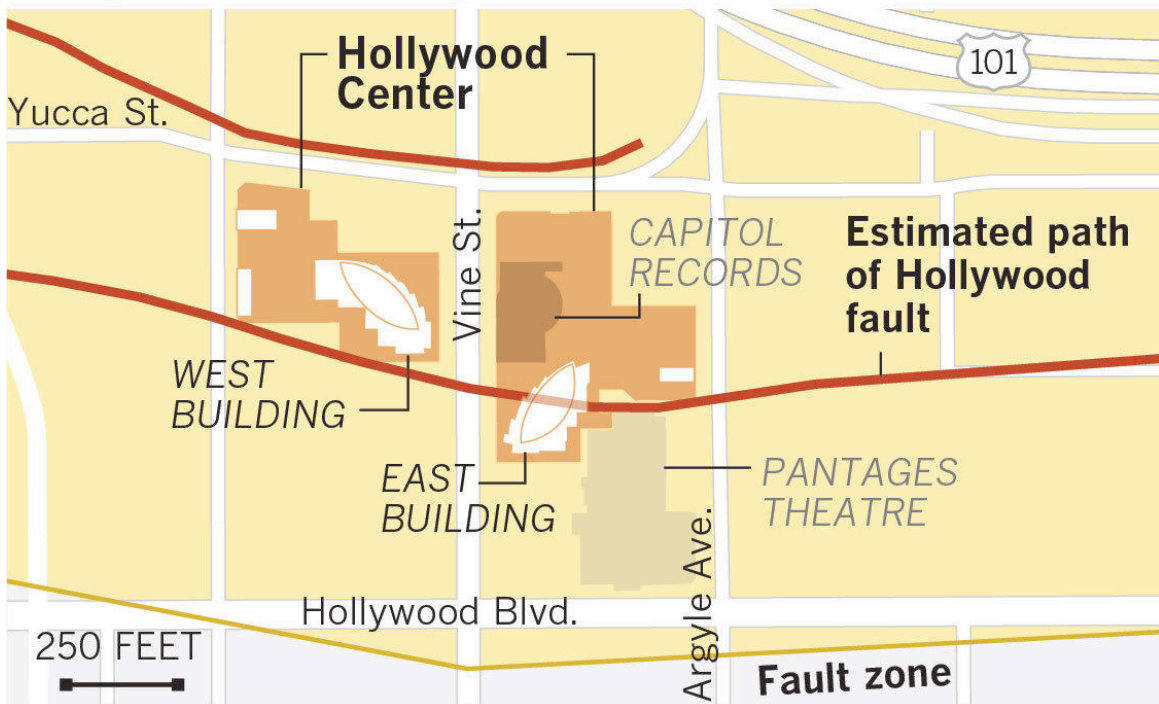 Hollywood
Center
101
Yucca St.
Vine St.
CAPITOL
RECORDS
Estimated path
of Hollywood
fault
WEST
BUILDING
EAST
BUILDING
PANTAGES
THEATRE
Argyle Ave.
Hollywood Blvd.
250 FEET
Fault zone